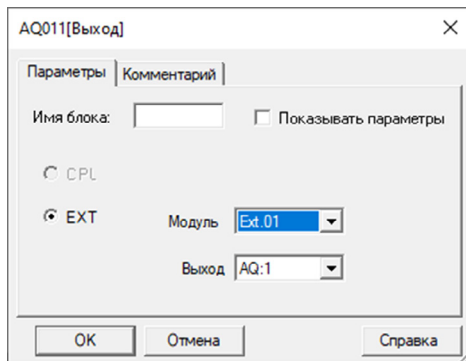 AQ011[Выход]
Параметры Комментарий
Имя блока: Показывать параметры
CPU
EXT Модуль Ext.01
Выход AQ:1
OK Отмена Справка